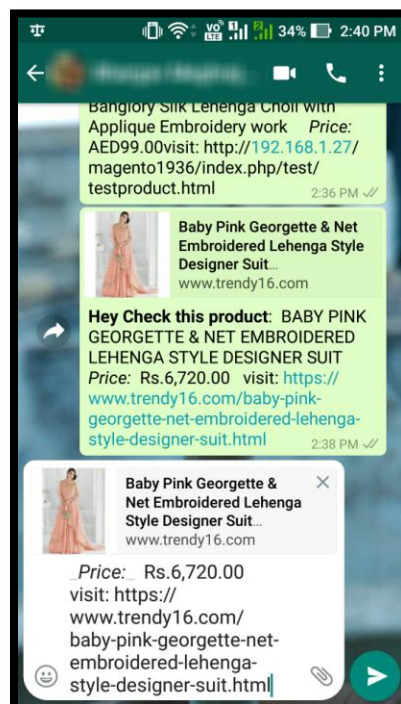 VO 34% 2:40 PM
Banglory Silk Lehenga Choli with
Applique Embroidery work Price:
AED99.00visit: http://192.168.1.27/
magento1936/index.php/test/
testproduct.html 2:36 PM
Baby Pink Georgette & Net
Embroidered Lehenga Style
Designer Suit...
www.trendy16.com
Hey Check this product: BABY PINK
GEORGETTE & NET EMBROIDERED
LEHENGA STYLE DESIGNER SUIT
Price: Rs.6,720.00 visit: https://
www.trendy16.com/baby-pink-
georgette-net-embroidered-lehenga-
style-designer-suit.html 2:38 PM
Baby Pink Georgette &
Net Embroidered Lehenga
Style Designer Suit...
www.trendy16.com
_Price:_ Rs.6,720.00
visit: https://
www.trendy16.com/
baby-pink-georgette-net-
embroidered-lehenga-
style-designer-suit.html